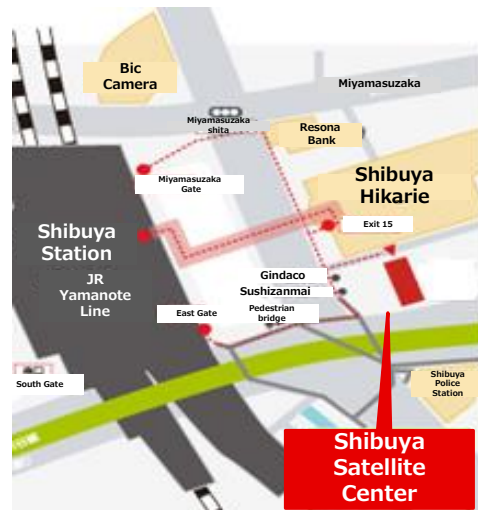 Bic
Camera
Miyamasuzaka
Miyamasuzaka
shita
Resona
Bank
Miyamasuzaka
Gate
Shibuya
Hikarie
Exit 15
Shibuya
Station
JR
Yamanote
Line
Gindaco
Sushizanmai
East Gate
Pedestrian
bridge
South Gate
Shibuya
Police
Station
Shibuya
Satellite
Center